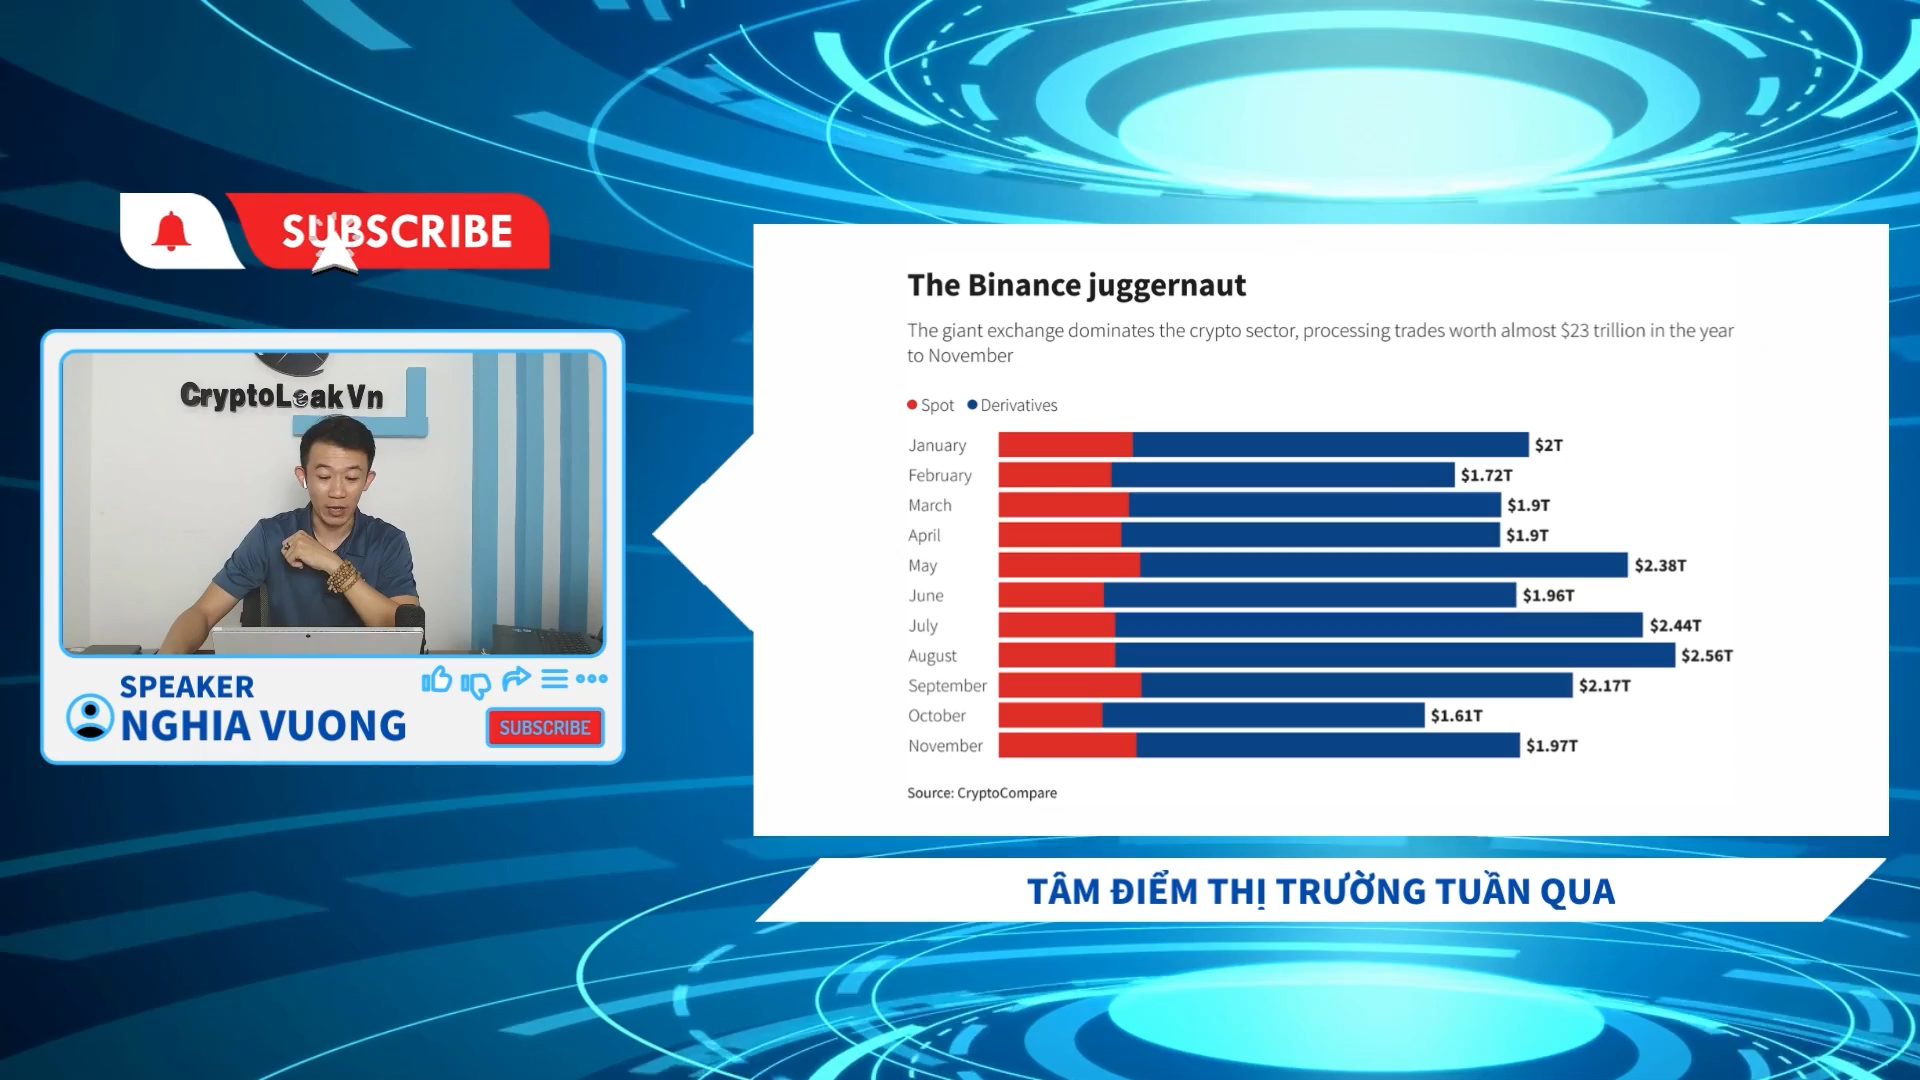 SUBSCRIBE
CryptoLeakVn
SPEAKER
NGHIA VUONG
SUBSCRIBE
The Binance juggernaut
The giant exchange dominates the crypto sector, processing trades worth almost $23 trillion in the year
to November
Spot Derivatives
January $2T
February $1.72T
March $1.9T
April $1.9T
May $2.38T
June $1.96T
July $2.44T
August $2.56T
September $2.17T
October $1.61T
November $1.97T
Source: CryptoCompare
TÂM ĐIỂM THỊ TRƯỜNG TUẦN QUA